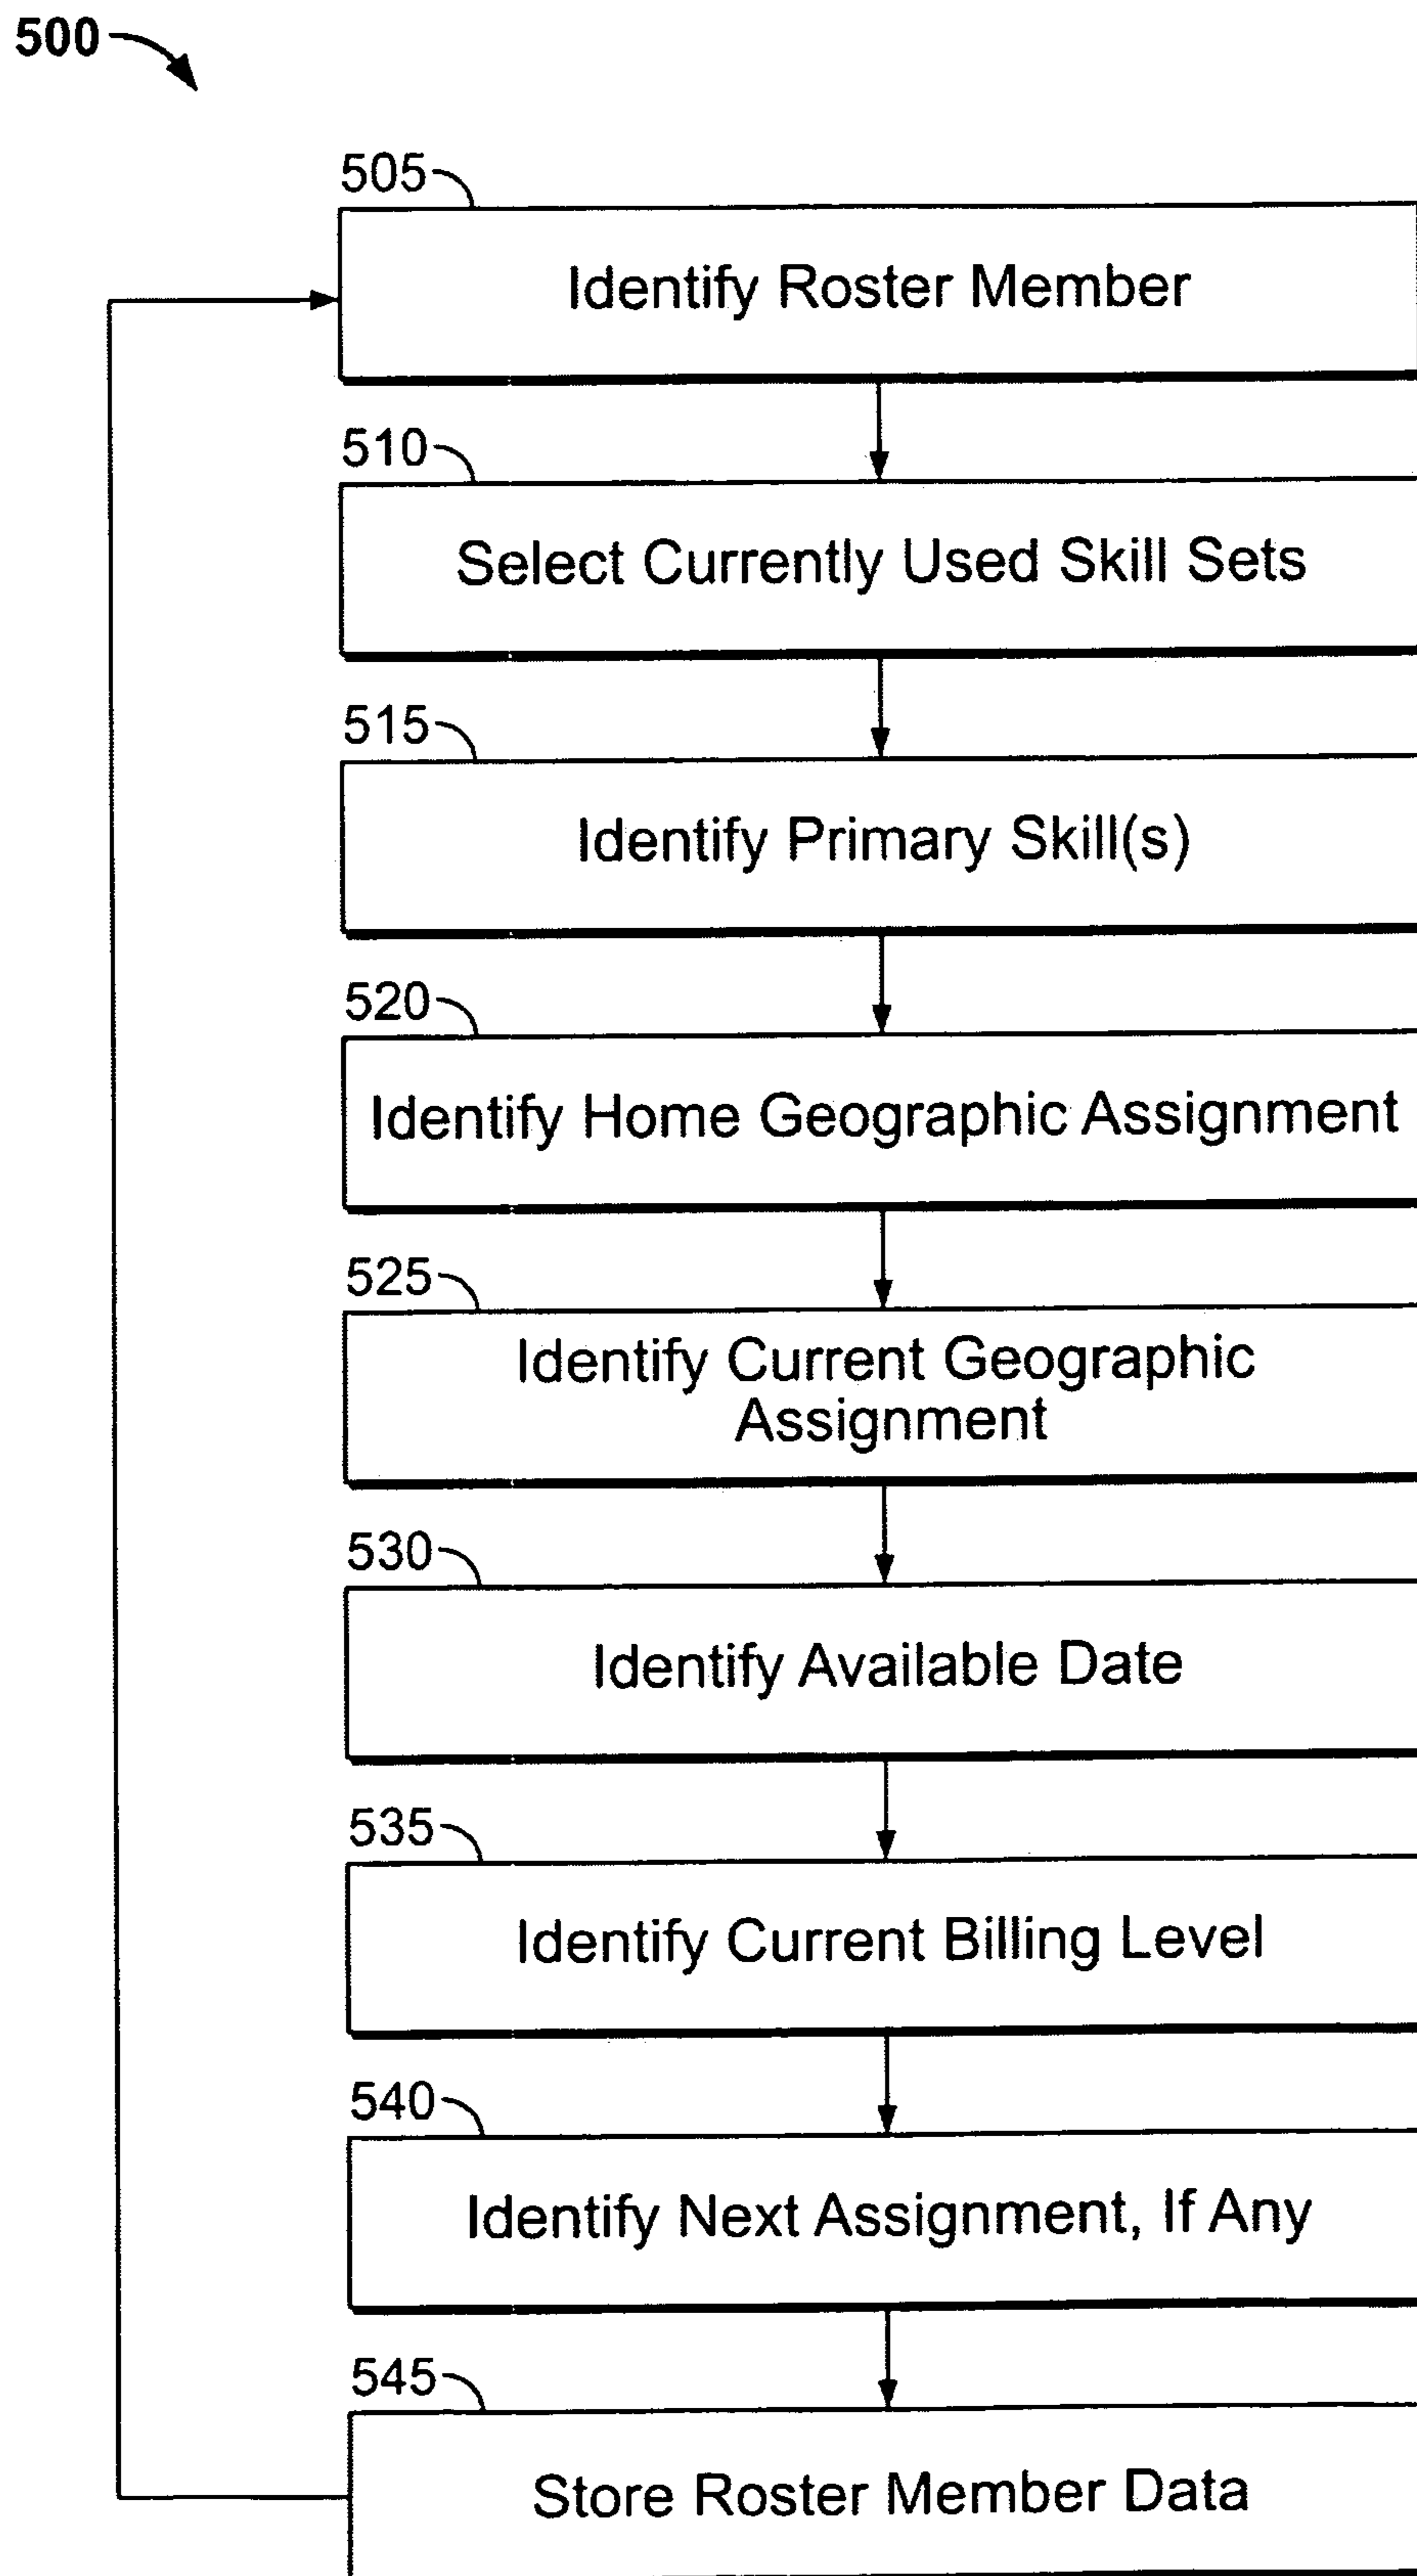 500
505
Identify Roster Member
510
Select Currently Used Skill Sets
515
Identify Primary Skill(s)
520
Identify Home Geographic Assignment
525
Identify Current Geographic
Assignment
530
Identify Available Date
535
Identify Current Billing Level
540
Identify Next Assignment, If Any
545
Store Roster Member Data